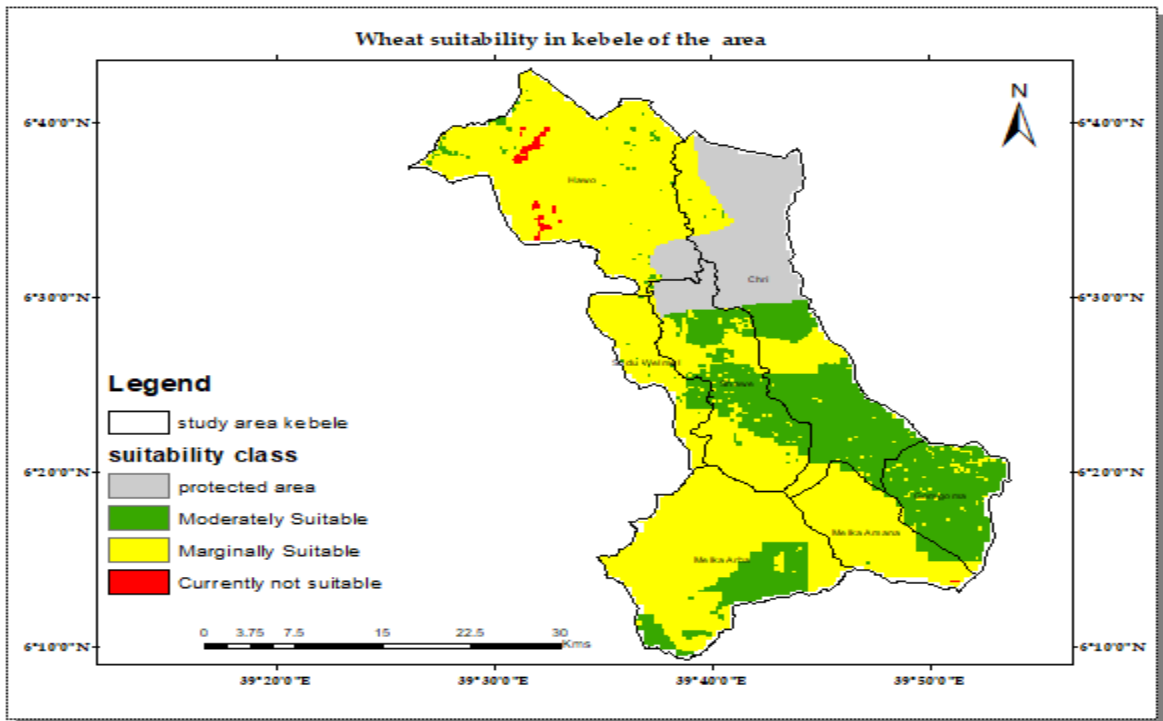 Wheat suitability in kebele of the area
N
6°40'0"N
6°40'0"N
Hawo
Chri
6°30'0"N
6°30'0"N
Legend
study area kebele
suitability class
protected area
Moderately Suitable
Marginally Suitable
Currently not suitable
6°20'0"N
6°20'0"N
Melka Amana
Melka Arba
0 3.75 7.5 15 22.5 30
Kms
6°10'0"N
6°10'0"N
39°20'0"E 39°30'0"E 39°40'0"E 39°50'0"E